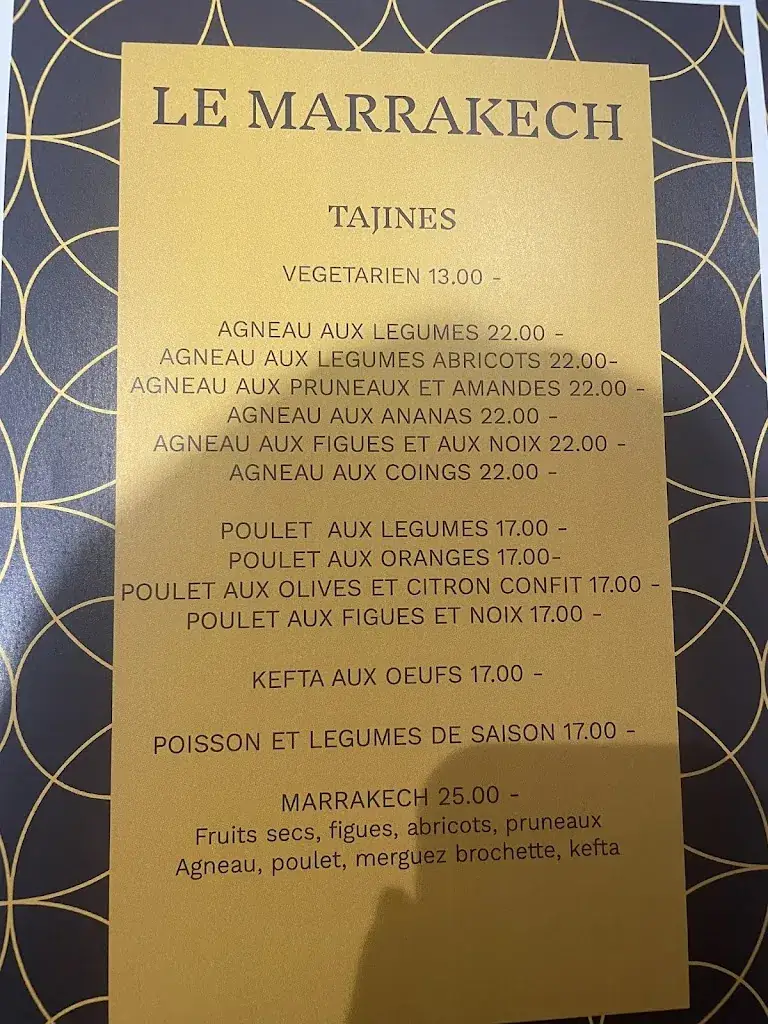 LE MARRAKECH
TAJINES
VEGETARIEN 13.00 -
AGNEAU AUX LEGUMES 22.00 -
AGNEAU AUX LEGUMES ABRICOTS 22.00-
AGNEAU AUX PRUNEAUX ET AMANDES 22.00 -
AGNEAU AUX ANANAS 22.00 -
AGNEAU AUX FIGUES ET AUX NOIX 22.00 -
AGNEAU AUX COINGS 22.00 -
POULET AUX LEGUMES 17.00 -
POULET AUX ORANGES 17.00-
POULET AUX OLIVES ET CITRON CONFIT 17.00 -
POULET AUX FIGUES ET NOIX 17.00 -
KEFTA AUX OEUFS 17.00 -
POISSON ET LEGUMES DE SAISON 17.00 -
MARRAKECH 25.00 -
Fruits secs, figues, abricots, pruneaux
Agneau, poulet, merguez brochette, kefta